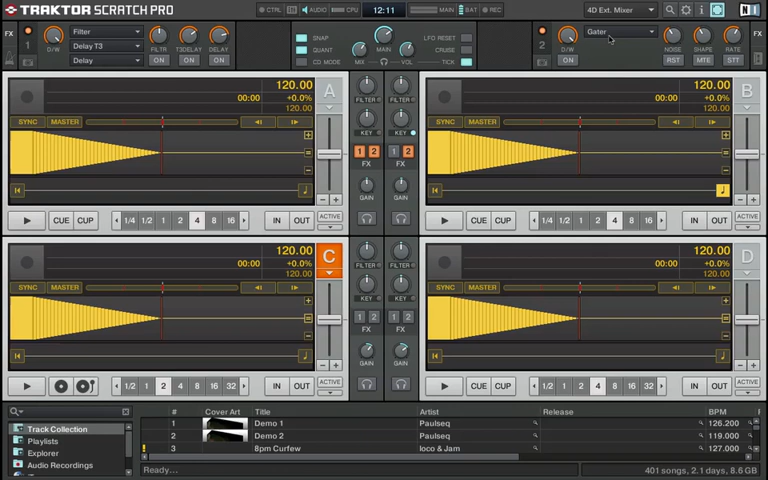 TRAKTOR SCRATCH PRO
CTRL AUDIO CPU 12:11 MAIN BAT REC 4D Ext. Mixer
FX 1 D/W Filter Delay T3 Delay FILTR T3DELAY DELAY ON ON ON
SNAP QUANT CD MODE MIX MAIN VOL LFO RESET CRUISE TICK
2 D/W ON Gater NOISE SHAPE RATE RST MTE STT FX
120.00 A
00:00 +0.0%
120.00
SYNC MASTER
CUE CUP 1/4 1/2 1 2 4 8 16 IN OUT ACTIVE
FILTER FILTER
KEY KEY
1 2 1 2
FX FX
GAIN GAIN
120.00 B
00:00 +0.0%
120.00
SYNC MASTER
CUE CUP 1/4 1/2 1 2 4 8 16 IN OUT ACTIVE
120.00 C
00:00 +0.0%
120.00
SYNC MASTER
1/2 1 2 4 8 16 32 IN OUT ACTIVE
FILTER FILTER
KEY KEY
1 2 1 2
FX FX
GAIN GAIN
120.00 D
00:00 +0.0%
120.00
SYNC MASTER
CUE CUP 1/2 1 2 4 8 16 32 IN OUT ACTIVE
Track Collection
Playlists
Explorer
Audio Recordings
# Cover Art Title Artist Release BPM
1 Demo 1 Paulseq 126.200
2 Demo 2 Paulseq 119.000
3 8pm Curfew loco & Jam 127.000
Ready... 401 songs, 2.1 days, 8.6 GB